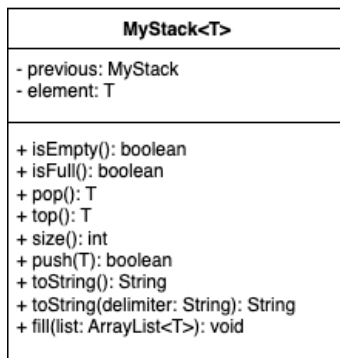 MyStack<T>
- previous: MyStack
- element: T
+ isEmpty(): boolean
+ isFull(): boolean
+ pop(): T
+ top(): T
+ size(): int
+ push(T): boolean
+ toString(): String
+ toString(delimiter: String): String
+ fill(list: ArrayList<T>): void